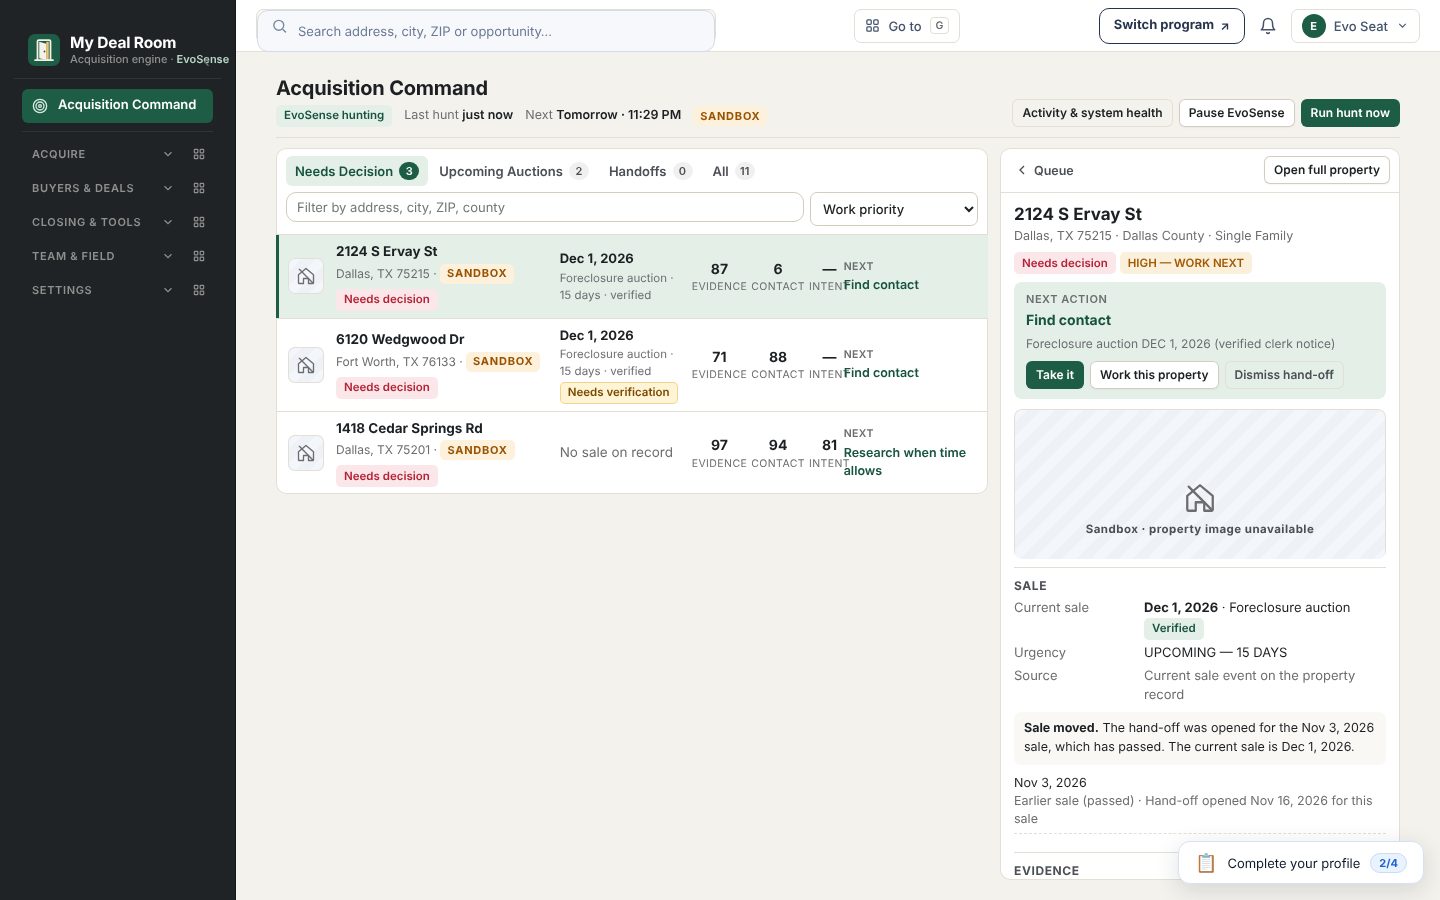 My Deal Room
Acquisition engine · EvoSense
Acquisition Command
ACQUIRE
BUYERS & DEALS
CLOSING & TOOLS
TEAM & FIELD
SETTINGS
Search address, city, ZIP or opportunity...
Go to G
Switch program ↗
E Evo Seat
Acquisition Command
EvoSense hunting Last hunt just now Next Tomorrow · 11:29 PM SANDBOX
Activity & system health Pause EvoSense Run hunt now
Needs Decision 3 Upcoming Auctions 2 Handoffs 0 All 11
Filter by address, city, ZIP, county
Work priority
2124 S Ervay St
Dallas, TX 75215 · SANDBOX
Needs decision
Dec 1, 2026
Foreclosure auction ·
15 days · verified
87 6 —
EVIDENCE CONTACT INTENT
NEXT
Find contact
6120 Wedgwood Dr
Fort Worth, TX 76133 · SANDBOX
Needs decision
Dec 1, 2026
Foreclosure auction ·
15 days · verified
Needs verification
71 88 —
EVIDENCE CONTACT INTENT
NEXT
Find contact
1418 Cedar Springs Rd
Dallas, TX 75201 · SANDBOX
Needs decision
No sale on record
97 94 81
EVIDENCE CONTACT INTENT
NEXT
Research when time
allows
Queue
Open full property
2124 S Ervay St
Dallas, TX 75215 · Dallas County · Single Family
Needs decision HIGH — WORK NEXT
NEXT ACTION
Find contact
Foreclosure auction DEC 1, 2026 (verified clerk notice)
Take it Work this property Dismiss hand-off
Sandbox · property image unavailable
SALE
Current sale Dec 1, 2026 · Foreclosure auction
Verified
Urgency UPCOMING — 15 DAYS
Source Current sale event on the property
record
Sale moved. The hand-off was opened for the Nov 3, 2026
sale, which has passed. The current sale is Dec 1, 2026.
Nov 3, 2026
Earlier sale (passed) · Hand-off opened Nov 16, 2026 for this
sale
EVIDENCE
Complete your profile 2/4